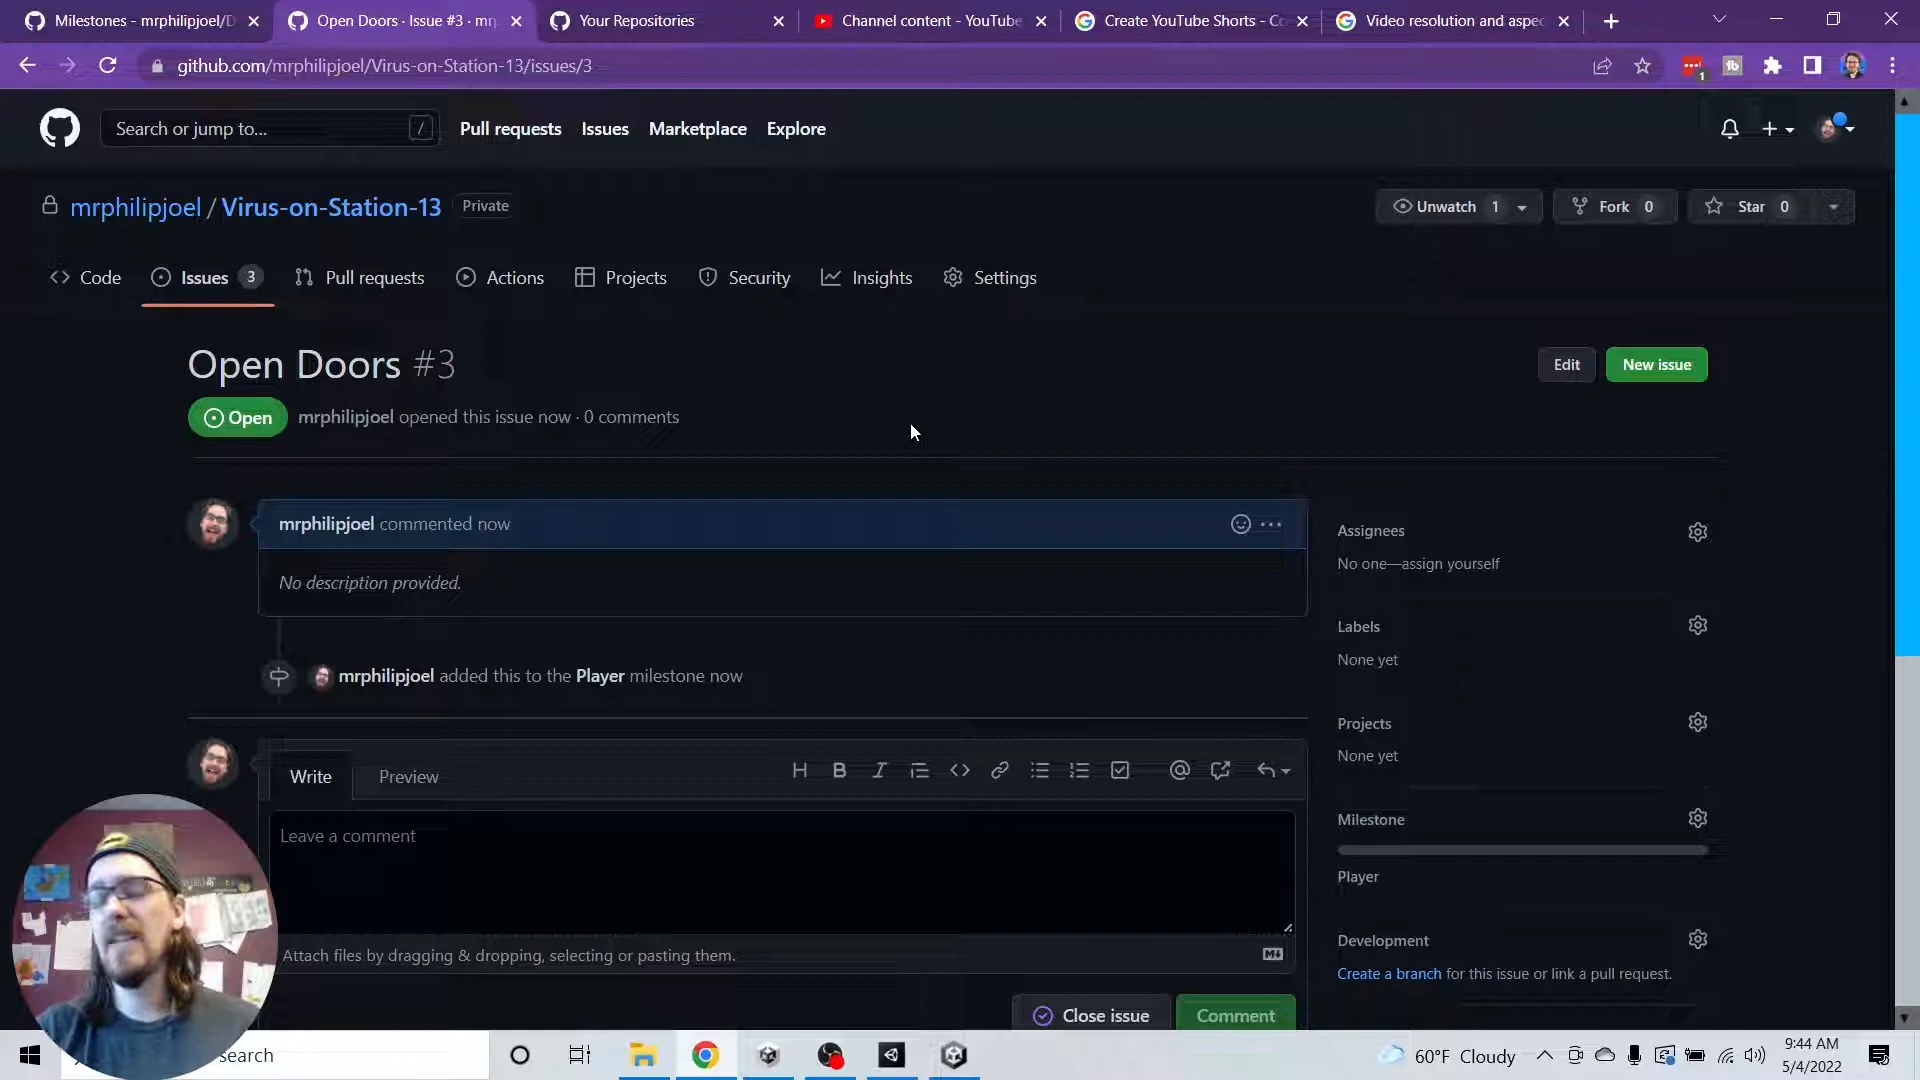 Milestones - mrphilipjoel/D
Open Doors · Issue #3 · mrp
Your Repositories
Channel content - YouTube
Create YouTube Shorts - Co
Video resolution and aspec
github.com/mrphilipjoel/Virus-on-Station-13/issues/3
1
Search or jump to...
/
Pull requests
Issues
Marketplace
Explore
mrphilipjoel / Virus-on-Station-13
Private
Unwatch 1
Fork 0
Star 0
Code
Issues 3
Pull requests
Actions
Projects
Security
Insights
Settings
Open Doors #3
Edit
New issue
Open
mrphilipjoel opened this issue now · 0 comments
mrphilipjoel commented now
No description provided.
mrphilipjoel added this to the Player milestone now
Assignees
No one—assign yourself
Labels
None yet
Projects
None yet
Milestone
Player
Development
Create a branch for this issue or link a pull request.
Write
Preview
Leave a comment
Attach files by dragging & dropping, selecting or pasting them.
Close issue
Comment
search
60°F Cloudy
9:44 AM
5/4/2022